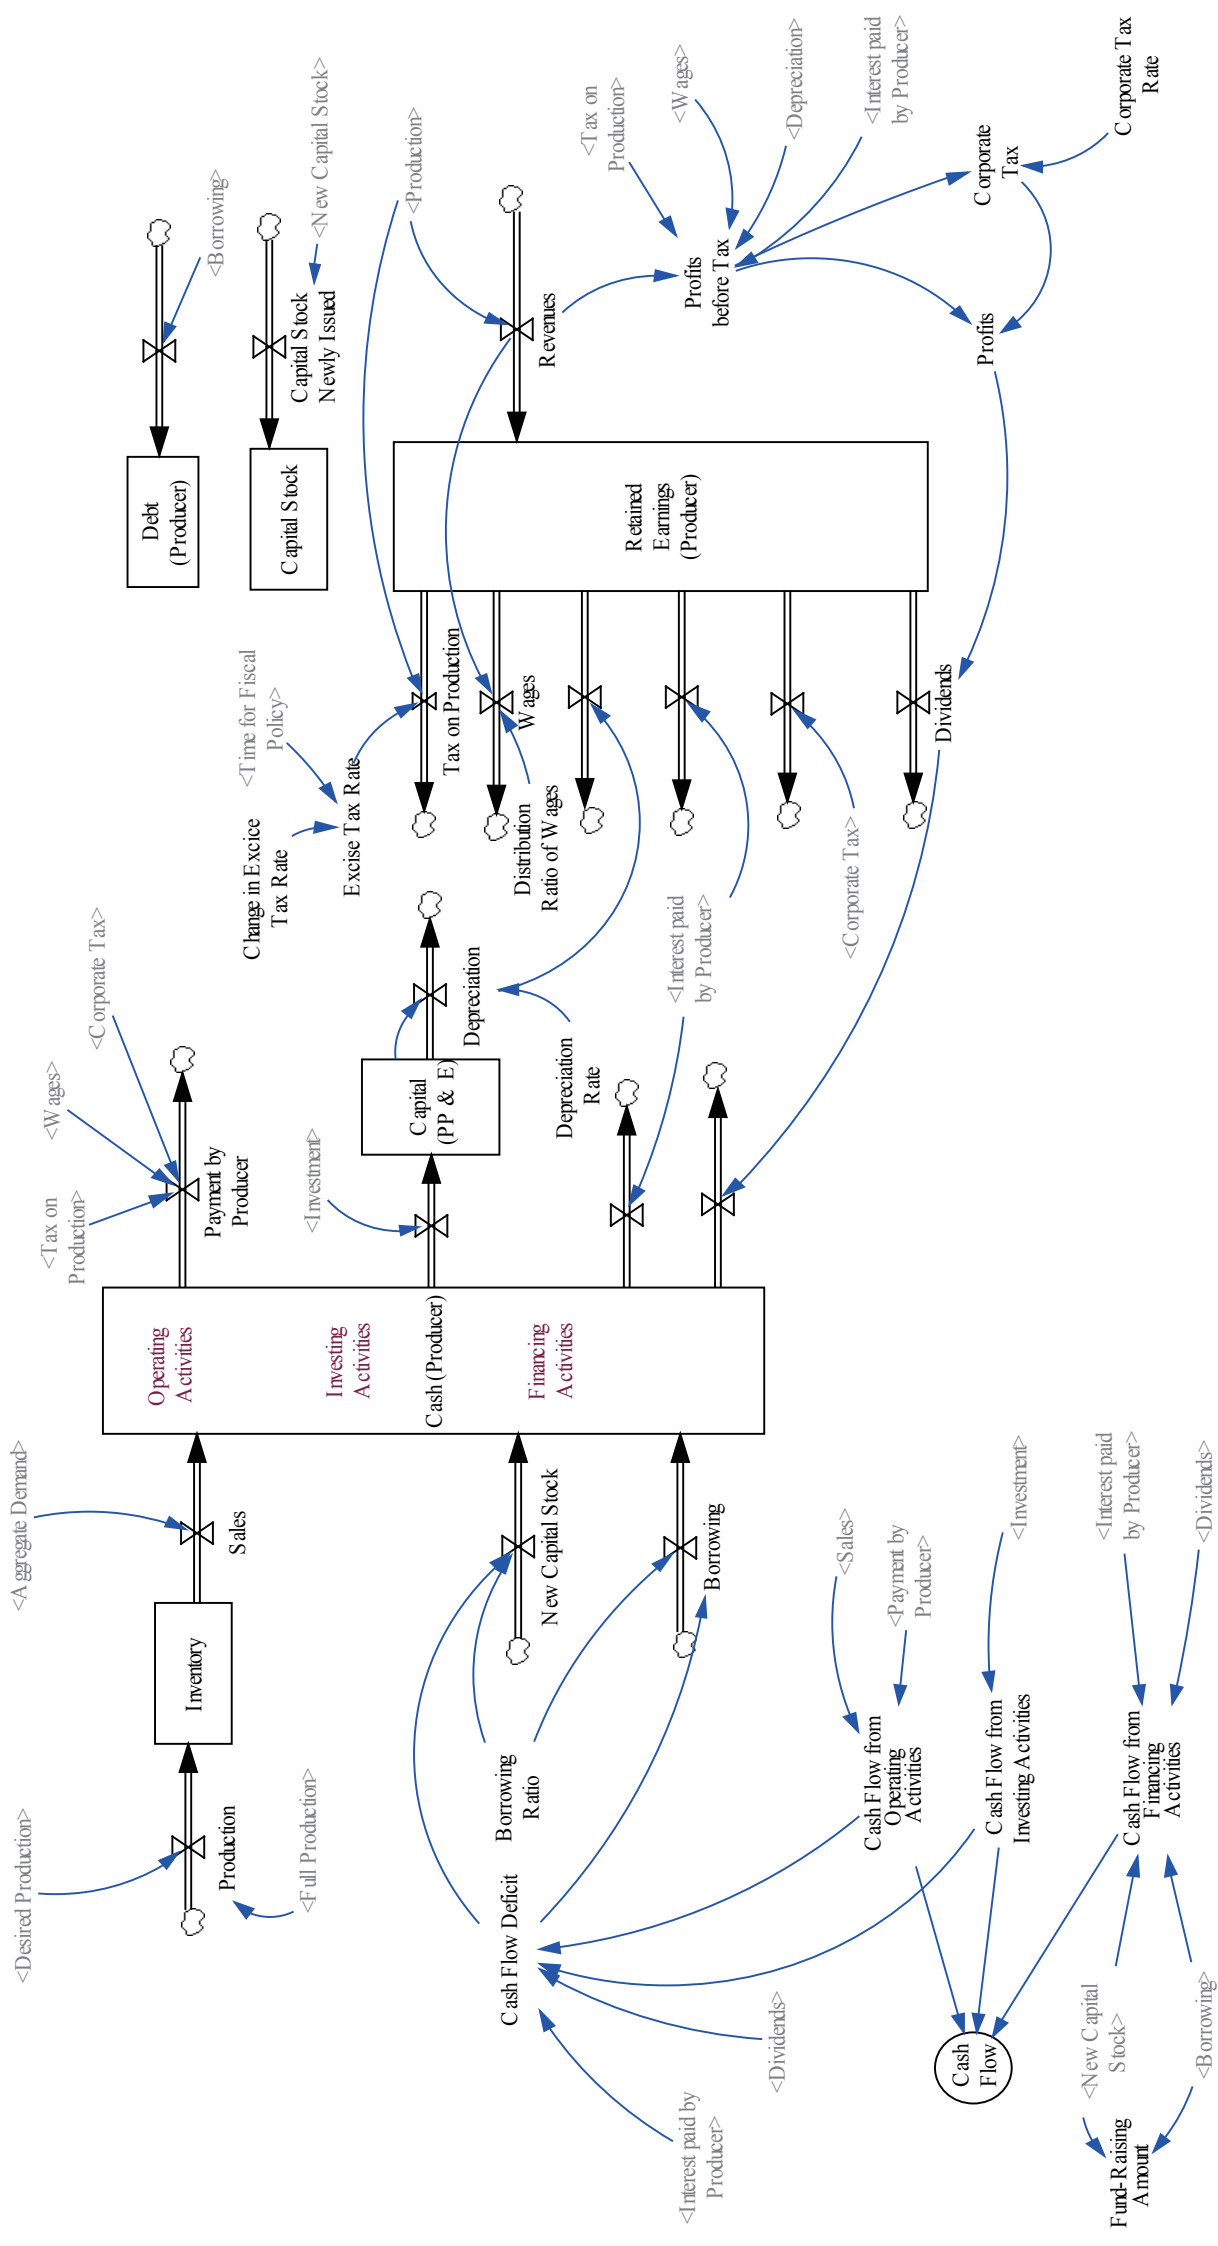 <Desired Production>
Production
<Full Production>
Inventory
<Aggregate Demand>
Sales
<Tax on
Production>
<Wages>
<Corporate Tax>
Payment by
Producer
Operating
Activities
Investing
Activities
Cash (Producer)
Financing
Activities
<Investment>
Capital
(PP & E)
Depreciation
Depreciation
Rate
New Capital Stock
Borrowing
Borrowing
Ratio
Cash Flow Deficit
<Interest paid by
Producer>
<Dividends>
<Interest paid
by Producer>
<Corporate Tax>
Change in Excice
Tax Rate
<Time for Fiscal
Policy>
Excise Tax Rate
Tax on Production
Wages
Distribution
Ratio of Wages
Dividends
Debt
(Producer)
<Borrowing>
Capital Stock
Capital Stock
Newly Issued
<New Capital Stock>
<Production>
Retained
Earnings
(Producer)
Revenues
<Tax on
Production>
<Wages>
<Depreciation>
<Interest paid
by Producer>
Profits
before Tax
Corporate
Tax
Corporate Tax
Rate
Profits
<Sales>
<Payment by
Producer>
Cash Flow from
Operating
Activities
<Investment>
Cash Flow from
Investing Activities
<Interest paid
by Producer>
<Dividends>
Cash Flow from
Financing
Activities
Cash
Flow
<New Capital
Stock>
<Borrowing>
Fund-Raising
Amount